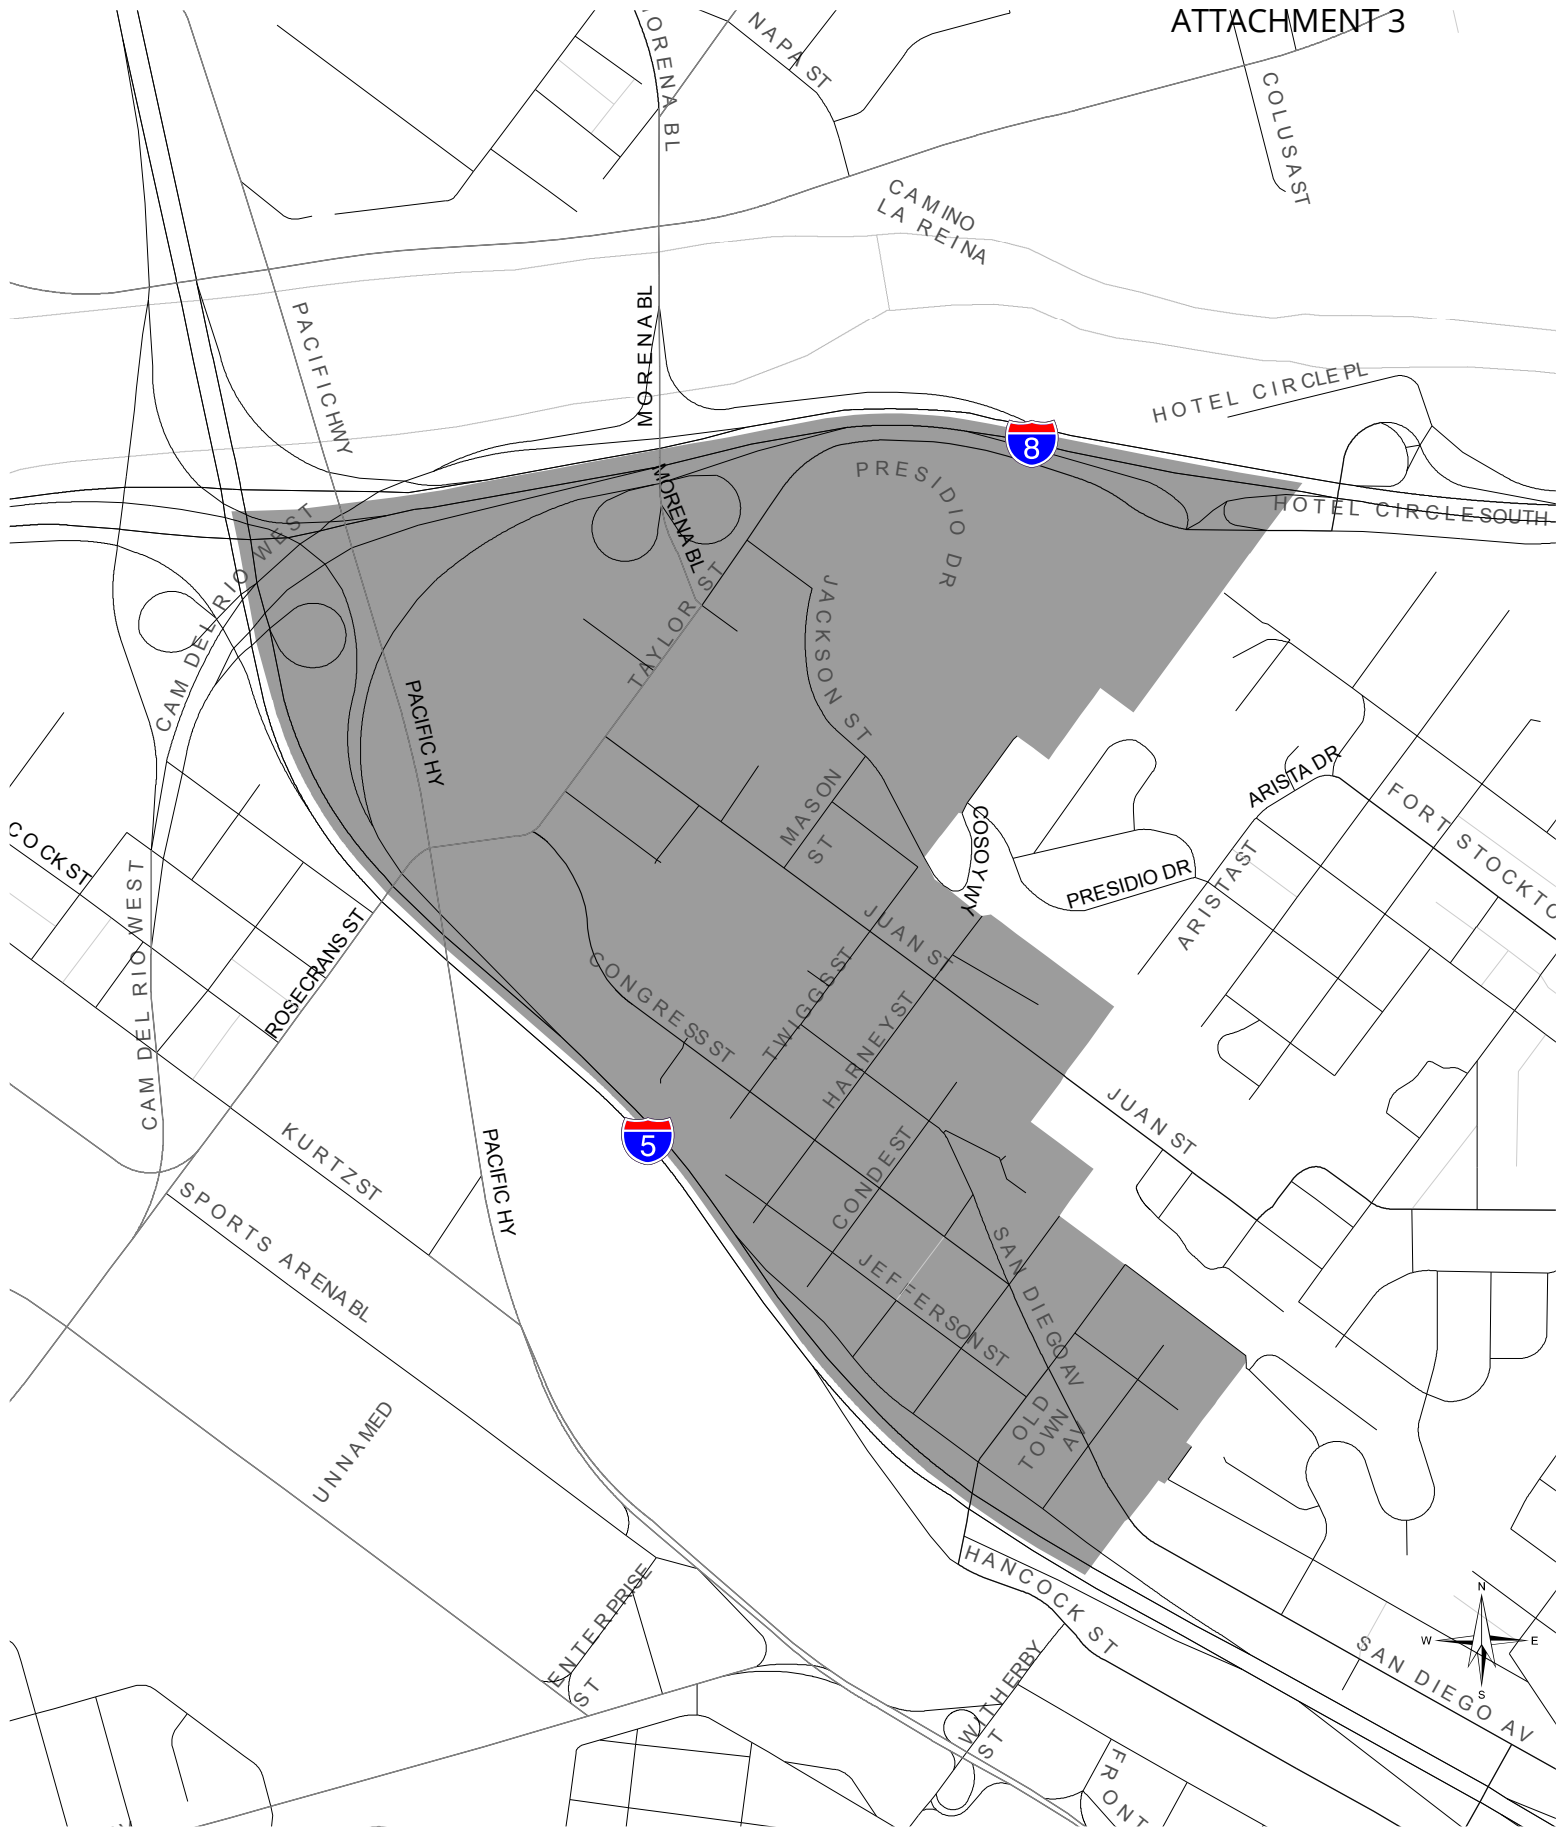 ATTACHMENT 3
NAPA ST
MORENA BL
COLUSA ST
CAMINO
LA REINA
PACIFIC HWY
MORENA BL
HOTEL CIRCLE PL
8
PRESIDIO DR
HOTEL CIRCLE SOUTH
CAM DEL RIO WEST
MORENA BL
TAYLOR ST
JACKSON ST
PACIFIC HY
MASON
ST
ARISTA DR
FORT STOCKTO
COSOY WY
PRESIDIO DR
ARISTA ST
COCK ST
CAM DEL RIO WEST
ROSECRANS ST
JUAN ST
CONGRESS ST
TWIGGS ST
HARNEY ST
JUAN ST
5
KURTZ ST
PACIFIC HY
CONDE ST
SPORTS ARENA BL
SAN DIEGO AV
JEFFERSON ST
OLD
TOWN
AV
UNNAMED
HANCOCK ST
ENTERPRISE
ST
WITHERBY
ST
FRONT
SAN DIEGO AV
N
W E
S